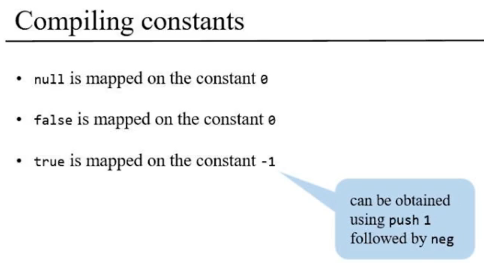 Compiling constants
• null is mapped on the constant 0
• false is mapped on the constant 0
• true is mapped on the constant -1
can be obtained
using push 1
followed by neg